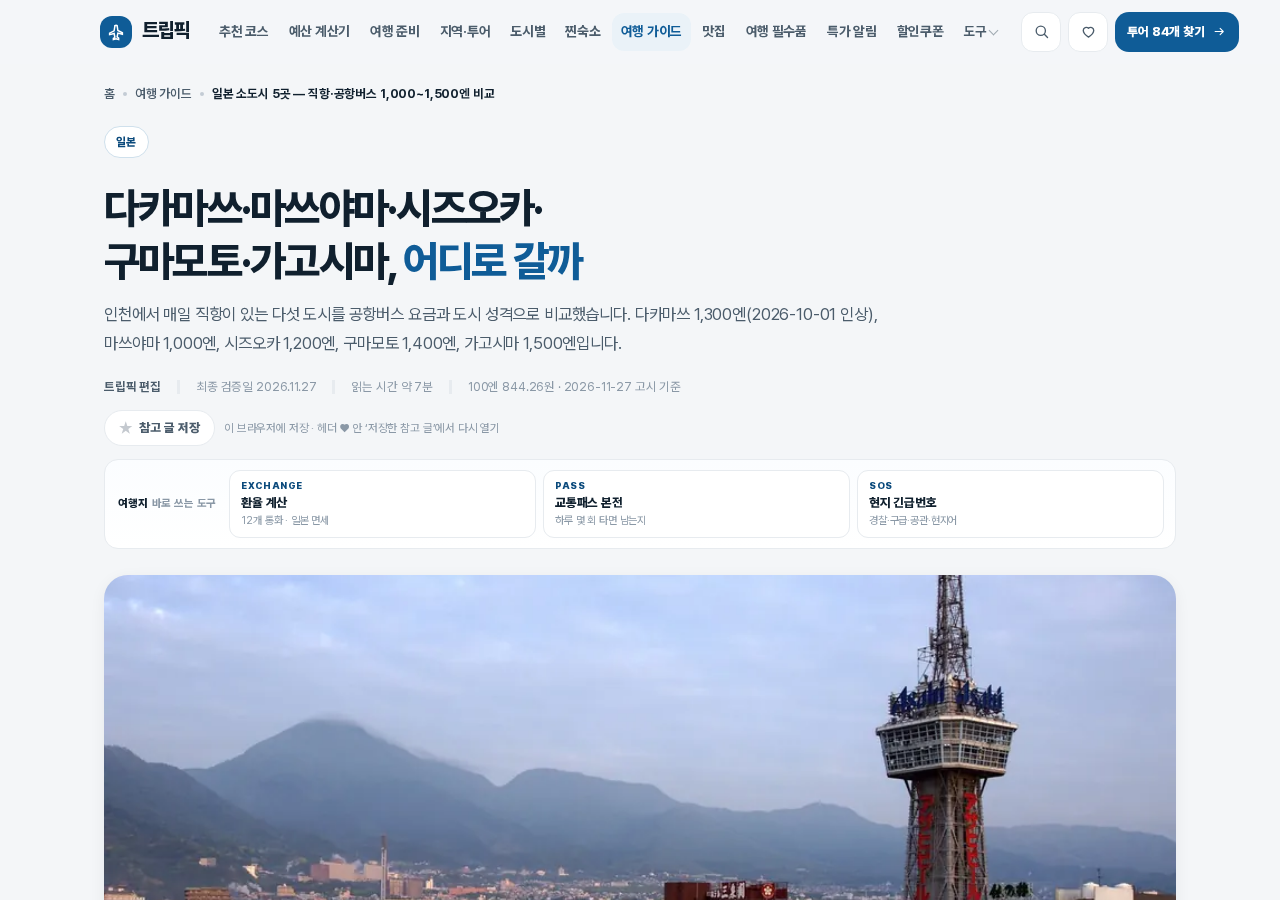 트립픽
추천 코스
예산 계산기
여행 준비
지역·투어
도시별
찐숙소
여행 가이드
맛집
여행 필수품
특가 알림
할인쿠폰
도구
투어 84개 찾기 →
홈 • 여행 가이드 • 일본 소도시 5곳 — 직항·공항버스 1,000~1,500엔 비교
일본
다카마쓰·마쓰야마·시즈오카·
구마모토·가고시마, 어디로 갈까
인천에서 매일 직항이 있는 다섯 도시를 공항버스 요금과 도시 성격으로 비교했습니다. 다카마쓰 1,300엔(2026-10-01 인상),
마쓰야마 1,000엔, 시즈오카 1,200엔, 구마모토 1,400엔, 가고시마 1,500엔입니다.
트립픽 편집 | 최종 검증일 2026.11.27 | 읽는 시간 약 7분 | 100엔 844.26원 · 2026-11-27 고시 기준
★ 참고 글 저장
이 브라우저에 저장 · 헤더 ♥ 안 ‘저장한 참고 글’에서 다시 열기
여행지 바로 쓰는 도구
EXCHANGE
환율 계산
12개 통화 · 일본 면세
PASS
교통패스 본전
하루 몇 회 타면 남는지
SOS
현지 긴급번호
경찰·구급·공관·현지어
Asahi Asahi
アサヒビール